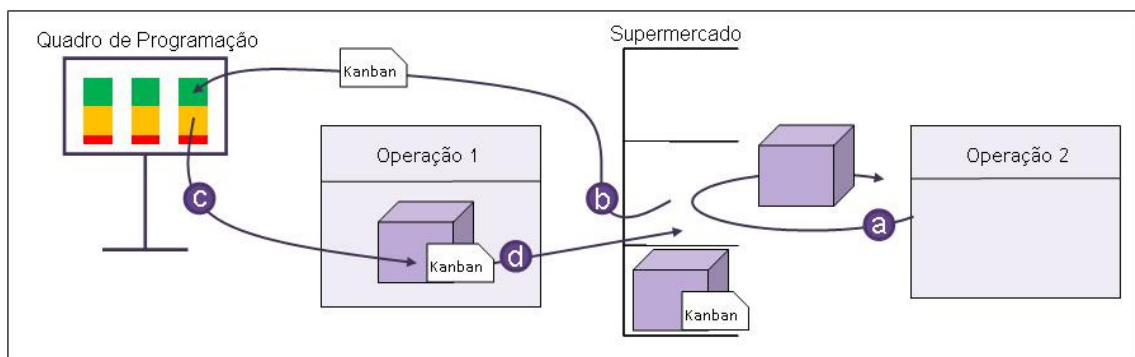 Quadro de Programação
Supermercado
Kanban
Operação 1
Operação 2
c
b
a
Kanban
d
Kanban